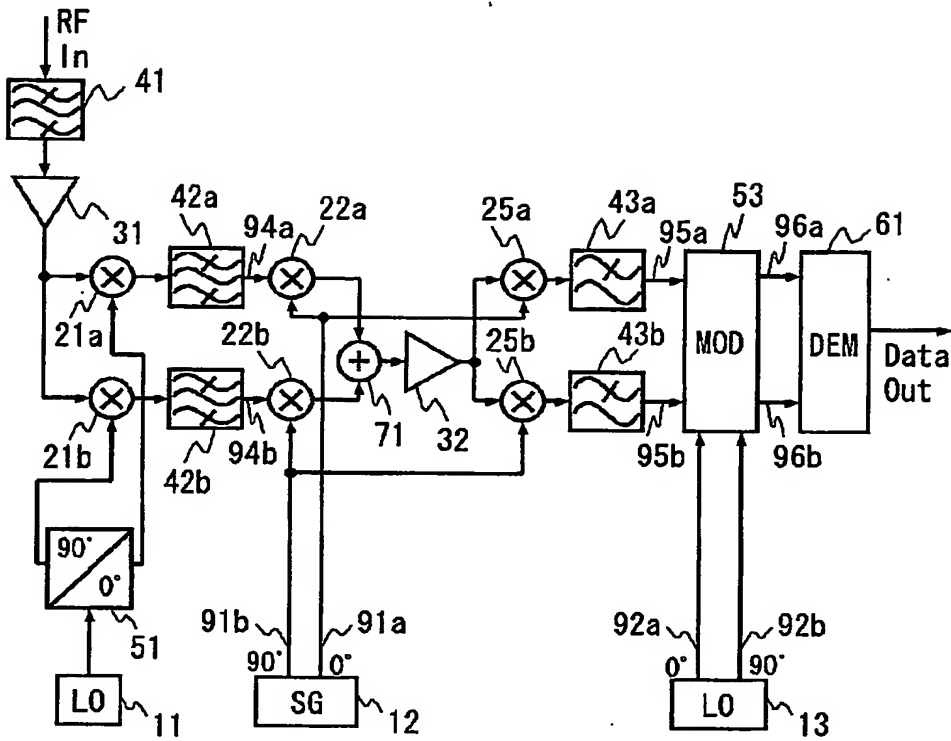 RF
In
41
31
42a
94a
22a
25a
43a
95a
53
96a
61
21a
22b
25b
43b
MOD
DEM
Data
Out
21b
42b
94b
71
32
95b
96b
90°
0°
51
91b
91a
90°
0°
92a
92b
0°
90°
LO
11
SG
12
LO
13